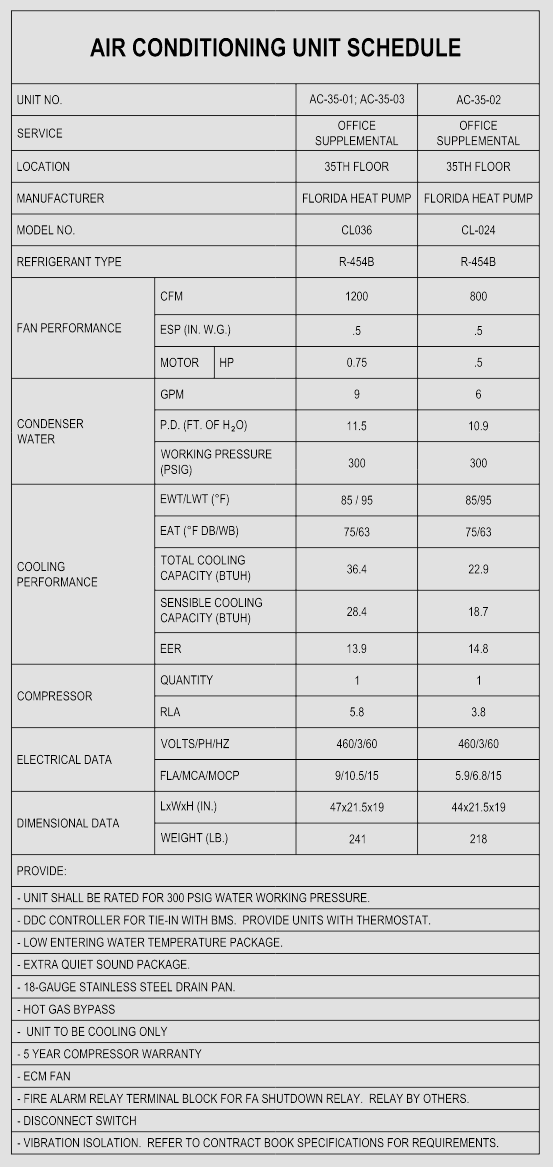 AIR CONDITIONING UNIT SCHEDULE
UNIT NO. AC-35-01; AC-35-03 AC-35-02
SERVICE OFFICE SUPPLEMENTAL OFFICE SUPPLEMENTAL
LOCATION 35TH FLOOR 35TH FLOOR
MANUFACTURER FLORIDA HEAT PUMP FLORIDA HEAT PUMP
MODEL NO. CL036 CL-024
REFRIGERANT TYPE R-454B R-454B
FAN PERFORMANCE
CFM 1200 800
ESP (IN. W.G.) .5 .5
MOTOR HP 0.75 .5
CONDENSER WATER
GPM 9 6
P.D. (FT. OF H₂O) 11.5 10.9
WORKING PRESSURE (PSIG) 300 300
COOLING PERFORMANCE
EWT/LWT (°F) 85 / 95 85/95
EAT (°F DB/WB) 75/63 75/63
TOTAL COOLING CAPACITY (BTUH) 36.4 22.9
SENSIBLE COOLING CAPACITY (BTUH) 28.4 18.7
EER 13.9 14.8
COMPRESSOR
QUANTITY 1 1
RLA 5.8 3.8
ELECTRICAL DATA
VOLTS/PH/HZ 460/3/60 460/3/60
FLA/MCA/MOCP 9/10.5/15 5.9/6.8/15
DIMENSIONAL DATA
LxWxH (IN.) 47x21.5x19 44x21.5x19
WEIGHT (LB.) 241 218
PROVIDE:
- UNIT SHALL BE RATED FOR 300 PSIG WATER WORKING PRESSURE.
- DDC CONTROLLER FOR TIE-IN WITH BMS. PROVIDE UNITS WITH THERMOSTAT.
- LOW ENTERING WATER TEMPERATURE PACKAGE.
- EXTRA QUIET SOUND PACKAGE.
- 18-GAUGE STAINLESS STEEL DRAIN PAN.
- HOT GAS BYPASS
- UNIT TO BE COOLING ONLY
- 5 YEAR COMPRESSOR WARRANTY
- ECM FAN
- FIRE ALARM RELAY TERMINAL BLOCK FOR FA SHUTDOWN RELAY. RELAY BY OTHERS.
- DISCONNECT SWITCH
- VIBRATION ISOLATION. REFER TO CONTRACT BOOK SPECIFICATIONS FOR REQUIREMENTS.